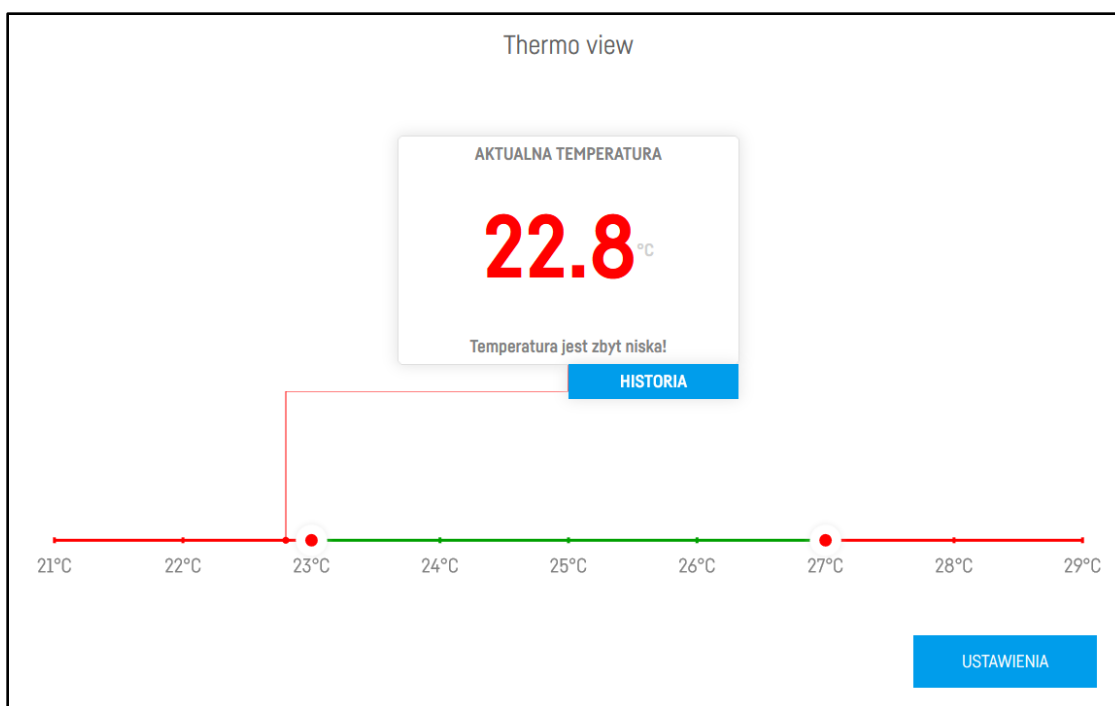 Thermo view
AKTUALNA TEMPERATURA
22.8 °C
Temperatura jest zbyt niska!
HISTORIA
21°C 22°C 23°C 24°C 25°C 26°C 27°C 28°C 29°C
USTAWIENIA